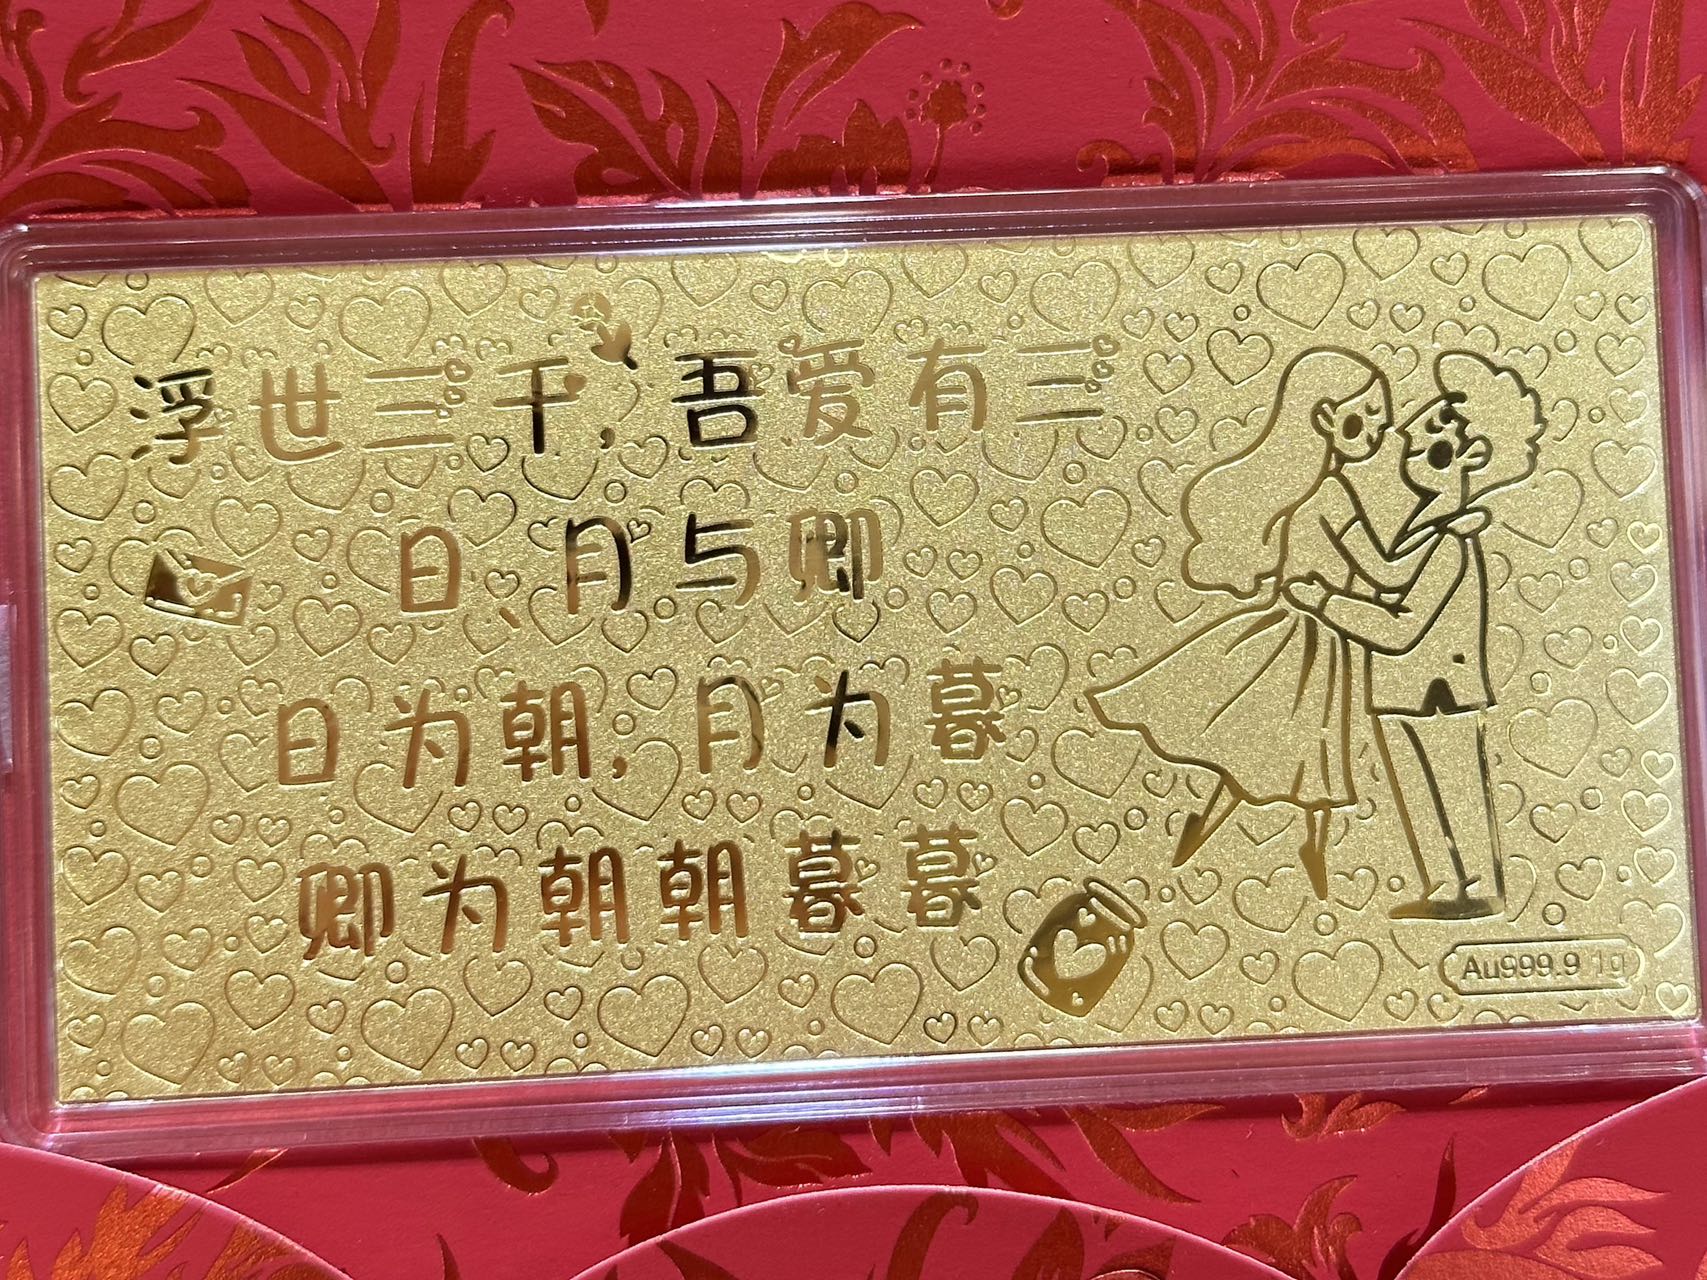 浮世三千,吾爱有三
日、月与卿
日为朝,月为暮
卿为朝朝暮暮
Au999.9 1g